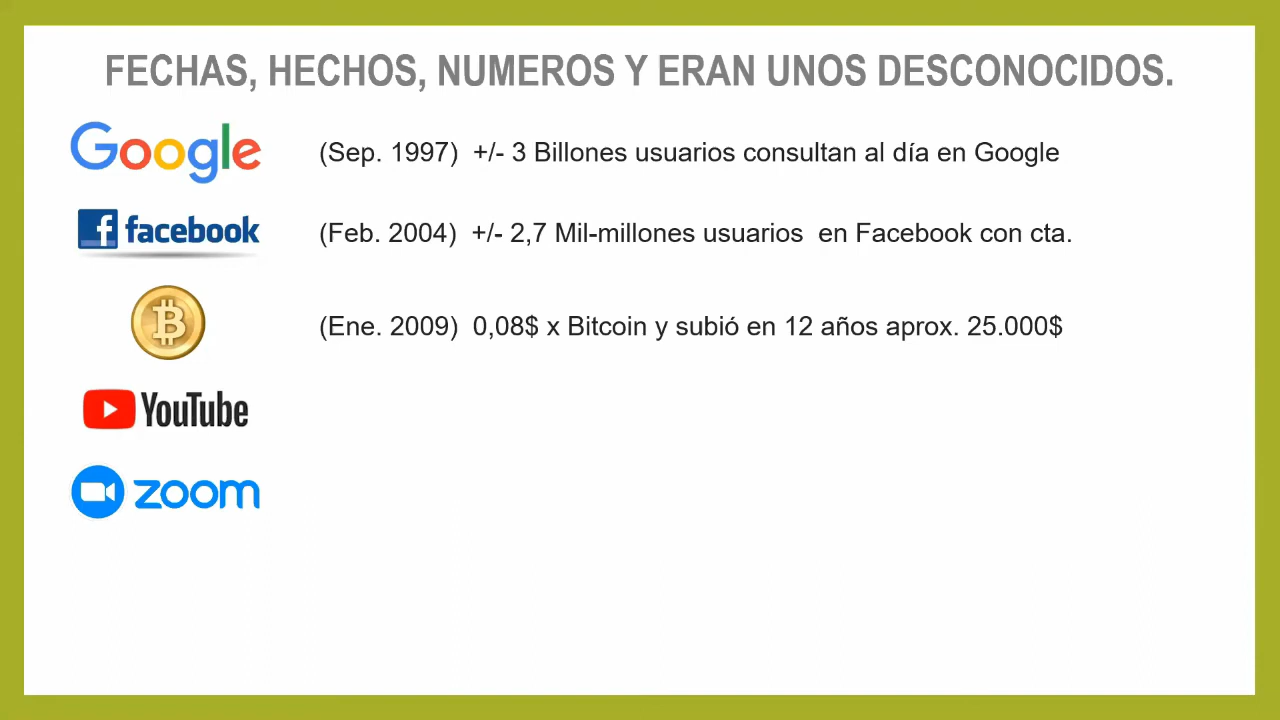 FECHAS, HECHOS, NUMEROS Y ERAN UNOS DESCONOCIDOS.
Google (Sep. 1997) +/- 3 Billones usuarios consultan al día en Google
f facebook (Feb. 2004) +/- 2,7 Mil-millones usuarios en Facebook con cta.
₿ (Ene. 2009) 0,08$ x Bitcoin y subió en 12 años aprox. 25.000$
YouTube
zoom